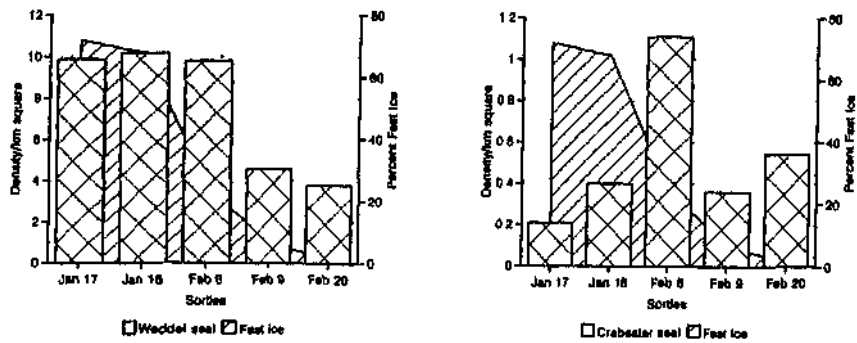 12
10
8
6
4
2
0
Density/km square
80
60
40
20
0
Percent Fast Ice
Jan 17 Jan 18 Feb 6 Feb 9 Feb 20
Sorties
Weddel seal Fast ice
1 2
1
0.8
0.6
0.4
0 2
0
Density/km square
80
60
40
20
0
Percent Fast Ice
Jan 17 Jan 18 Feb 6 Feb 9 Feb 20
Sorties
Crabeater seal Fast ice